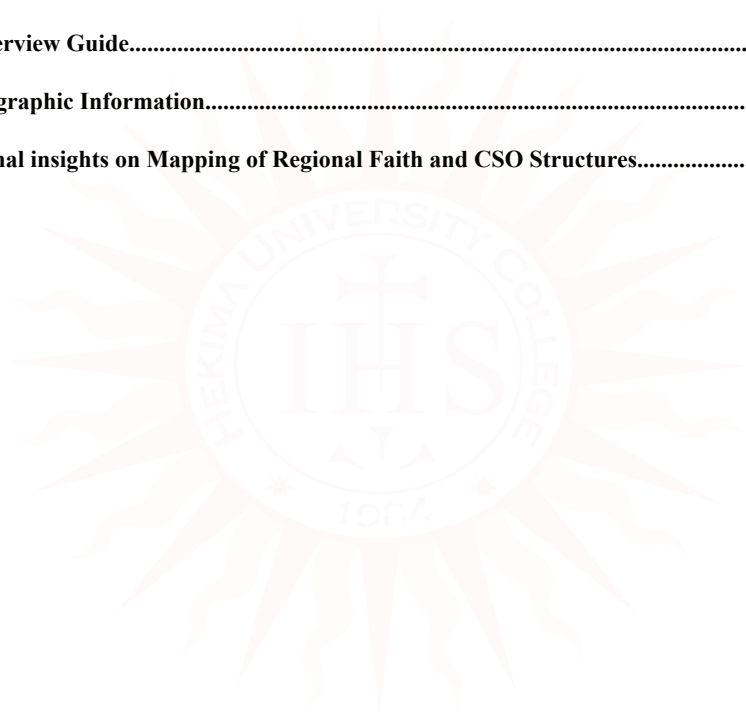 erview Guide..........................................................................................................
graphic Information..........................................................................................
nal insights on Mapping of Regional Faith and CSO Structures..................
HEKIMA UNIVERSITY COLLEGE
IHS